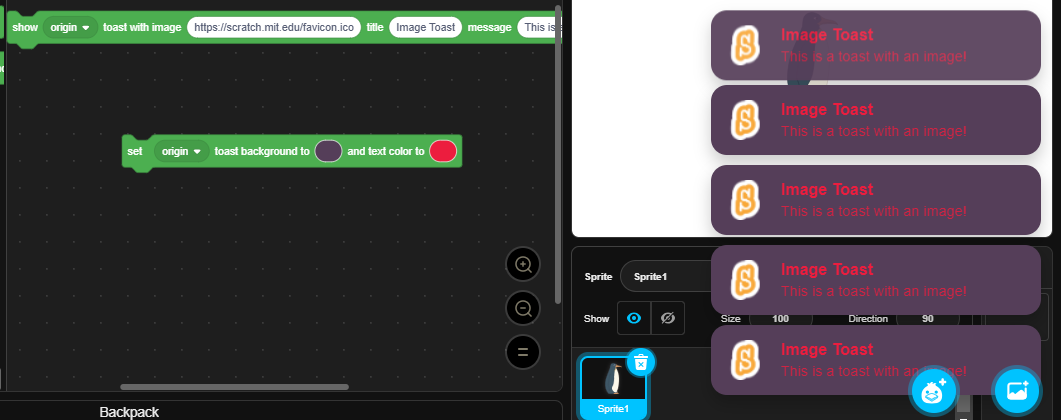 show origin toast with image https://scratch.mit.edu/favicon.ico title Image Toast message This is
set origin toast background to and text color to
Backpack
Image Toast
This is a toast with an image!
Image Toast
This is a toast with an image!
Image Toast
This is a toast with an image!
Image Toast
This is a toast with an image!
Image Toast
This is a toast with an image!
Sprite Sprite1
Show Size 100 Direction 90
Sprite1